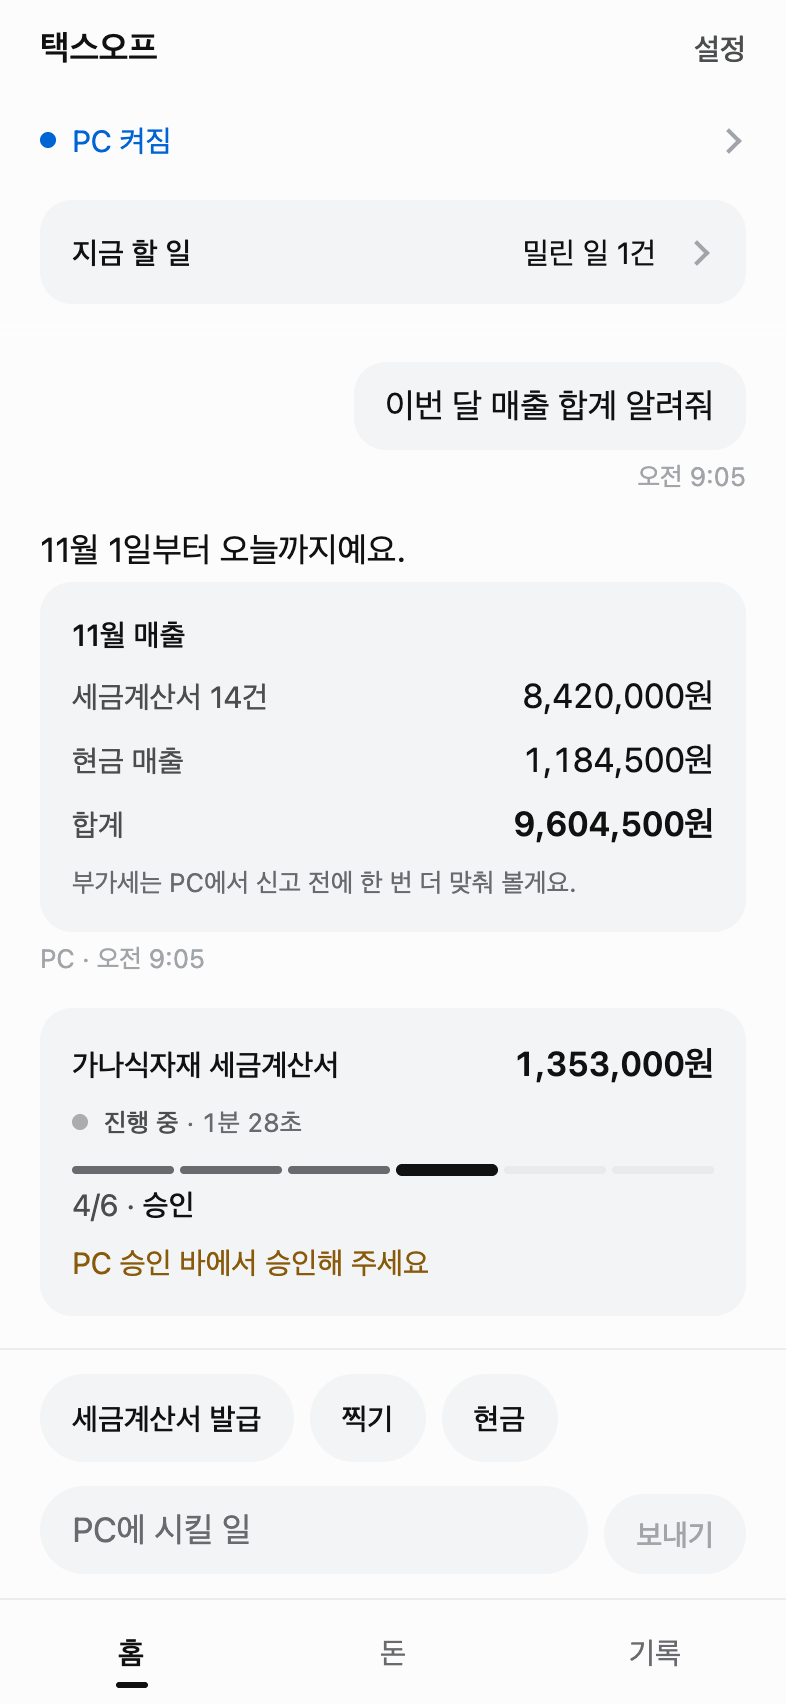 택스오프
설정
PC 켜짐
지금 할 일
밀린 일 1건
이번 달 매출 합계 알려줘
오전 9:05
11월 1일부터 오늘까지예요.
11월 매출
세금계산서 14건
8,420,000원
현금 매출
1,184,500원
합계
9,604,500원
부가세는 PC에서 신고 전에 한 번 더 맞춰 볼게요.
PC · 오전 9:05
가나식자재 세금계산서
1,353,000원
진행 중 · 1분 28초
4/6 · 승인
PC 승인 바에서 승인해 주세요
세금계산서 발급
찍기
현금
PC에 시킬 일
보내기
홈
돈
기록